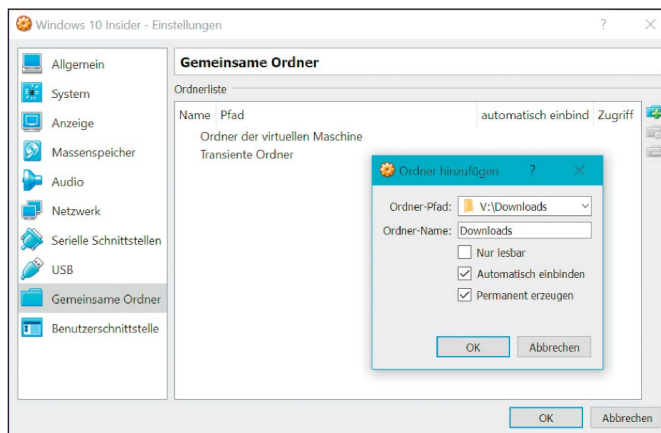 Windows 10 Insider - Einstellungen
Allgemein
System
Anzeige
Massenspeicher
Audio
Netzwerk
Serielle Schnittstellen
USB
Gemeinsame Ordner
Benutzerschnittstelle
Gemeinsame Ordner
Ordnerliste
Name Pfad automatisch einbind Zugriff
Ordner der virtuellen Maschine
Transiente Ordner
Ordner hinzufügen ?
Ordner-Pfad: V:\Downloads
Ordner-Name: Downloads
Nur lesbar
Automatisch einbinden
Permanent erzeugen
OK Abbrechen
OK Abbrechen